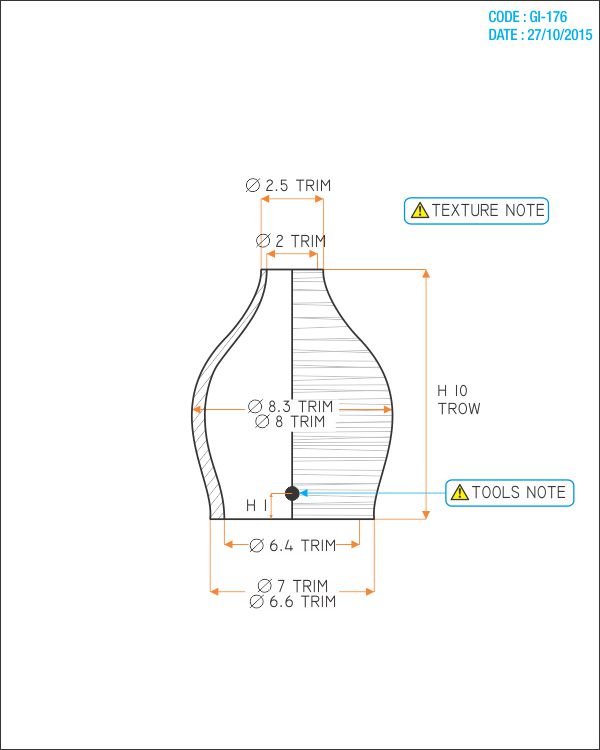 CODE : GI-176
DATE : 27/10/2015
Ø 2.5 TRIM
TEXTURE NOTE
Ø 2 TRIM
H 10
TROW
Ø 8.3 TRIM
Ø 8 TRIM
TOOLS NOTE
H 1
Ø 6.4 TRIM
Ø 7 TRIM
Ø 6.6 TRIM